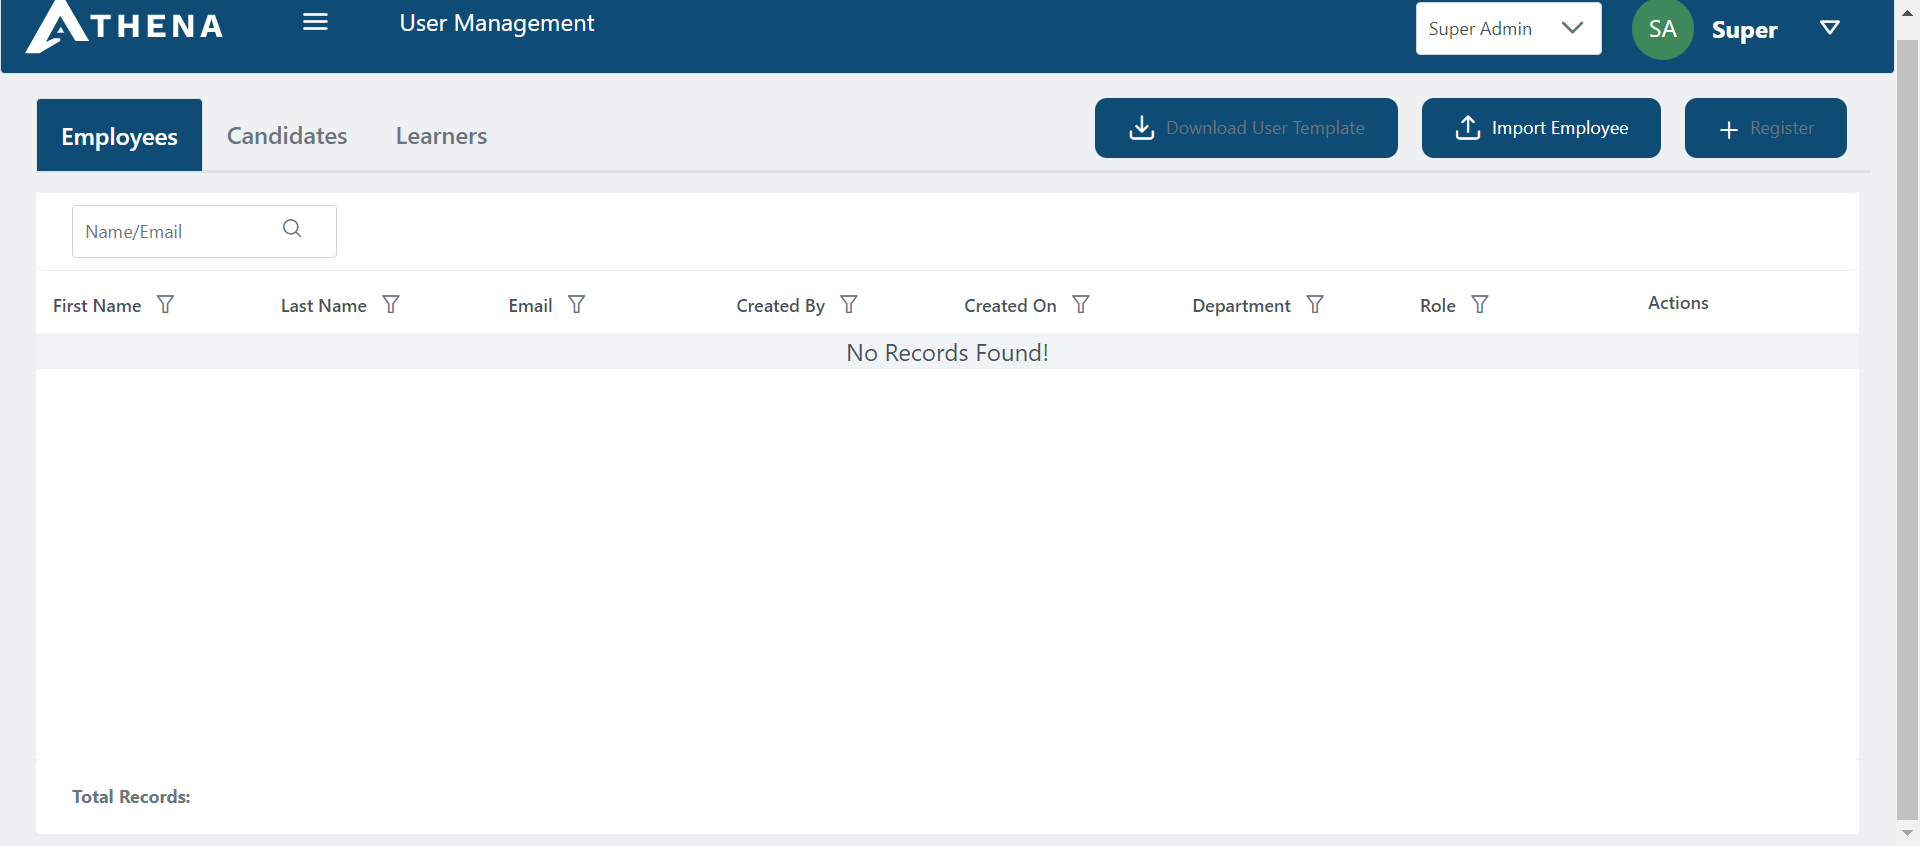 ATHENA
User Management
Super Admin
SA
Super
Employees
Candidates
Learners
Download User Template
Import Employee
Register
Name/Email
First Name
Last Name
Email
Created By
Created On
Department
Role
Actions
No Records Found!
Total Records: